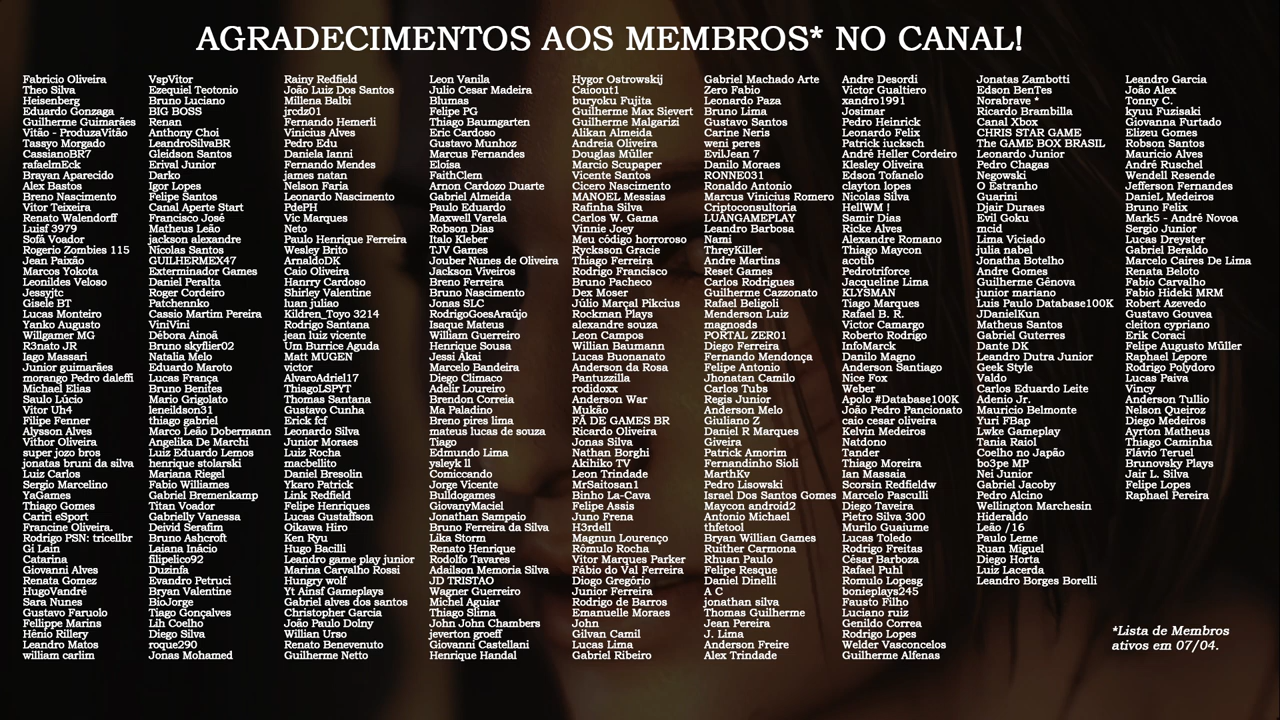 AGRADECIMENTOS AOS MEMBROS* NO CANAL!
Fabricio Oliveira
Theo Silva
Heisenberg
Eduardo Gonzaga
Guilherme Guimarães
Vitão - ProduzaVitão
Tassyo Morgado
CassianoBR7
rafaelmEck
Brayan Aparecido
Alex Bastos
Breno Nascimento
Vitor Teixeira
Renato Walendorff
Luisf 3979
Sofá Voador
Rogerio Zombies 115
Jean Paixão
Marcos Yokota
Leonildes Veloso
Jessyitc
Gisele BT
Lucas Monteiro
Yanko Augusto
Willgamer MG
R3nato JR
Iago Massari
Junior guimarães
morango Pedro daleffi
Michael Elias
Saulo Lúcio
Vitor Uh4
Filipe Fenner
Alysson Alves
Vithor Oliveira
super jozo bros
jonatas bruni da silva
Luiz Carlos
Sergio Marcelino
YaGames
Thiago Gomes
Cariri eSport
Francine Oliveira.
Rodrigo PSN: tricellbr
Gi Lain
Catarina
Giovanni Alves
Renata Gomez
HugoVandré
Sara Nunes
Gustavo Faruolo
Fellippe Marins
Hênio Rillery
Leandro Matos
william carlim
VspVitor
Ezequiel Teotonio
Bruno Luciano
BIG BOSS
Renan
Anthony Choi
LeandroSilvaBR
Gleidson Santos
Erival Junior
Darko
Igor Lopes
Felipe Santos
Canal Aperte Start
Francisco José
Matheus Leão
jackson alexandre
Nícolas Santos
GUILHERMEX47
Exterminador Games
Daniel Peralta
Roger Cordeiro
Patchenko
Cassio Martim Pereira
ViniVini
Débora Ainoã
Bruno skyflier02
Natalia Melo
Eduardo Maroto
Lucas França
Bruno Benites
Mario Grigolato
leneildson31
thiago gabriel
Marco Leão Dobermann
Angelika De Marchi
Luiz Eduardo Lemos
henrique stolarski
Mariana Riegel
Fabio Williames
Gabriel Bremenkamp
Titan Voador
Gabrielly Vanessa
Deivid Serafim
Bruno Ashcroft
Laiana Inácio
filipelico92
Duzinfa
Evandro Petruci
Bryan Valentine
BioJorge
Tiago Gonçalves
Lih Coelho
Diego Silva
roque290
Jonas Mohamed
Rainy Redfield
João Luiz Dos Santos
Millena Balbi
jrodz01
Fernando Hemerli
Vinicius Alves
Pedro Edu
Daniela Ianni
Fernando Mendes
james natan
Nelson Faria
Leonardo Nascimento
PdePH
Vic Marques
Neto
Paulo Henrique Ferreira
Wesley Brito
ArnaldoDK
Caio Oliveira
Hanrry Cardoso
Shirley Valentine
luan juliao
Kildren_Toyo 3214
Rodrigo Santana
jean luiz vicente
Um Burrice Aguda
Matt MUGEN
victor
AlvaroAdriel17
ThiagoLSPYT
Thomas Santana
Gustavo Cunha
Erick fcf
Leonardo Silva
Junior Moraes
Luiz Rocha
macbellito
Daniel Bresolin
Ykaro Patrick
Link Redfield
Felipe Henriques
Lucas Gustaffson
Oikawa Hiro
Ken Ryu
Hugo Bacilli
Leandro game play junior
Marina Carvalho Rossi
Hungry wolf
Yt Ainsf Gameplays
Gabriel alves dos santos
Christopher Garcia
João Paulo Dolny
Willian Urso
Renato Benevenuto
Guilherme Netto
Leon Vanila
Julio Cesar Madeira
Blumas
Felipe PG
Thiago Baumgarten
Eric Cardoso
Gustavo Munhoz
Marcus Fernandes
Eloisa
FaithClem
Arnon Cardozo Duarte
Gabriel Almeida
Paulo Eduardo
Maxwell Varela
Robson Dias
Italo Kleber
TJV Games
Jouber Nunes de Oliveira
Jackson Viveiros
Breno Ferreira
Bruno Nascimento
Jonas SLC
RodrigoGoesAraújo
Isaque Mateus
William Guerreiro
Henrique Sousa
Jessi Akai
Marcelo Bandeira
Diego Climaco
Adelir Loureiro
Brendon Correia
Ma Paladino
Breno pires lima
mateus lucas de souza
Tiago
Edmundo Lima
ysleyk ll
Comiccando
Jorge Vicente
Bulldogames
GiovanyMaciel
Jonathan Sampaio
Bruno Ferreira da Silva
Lika Storm
Renato Henrique
Rodolfo Tavares
Adailson Memoria Silva
JD TRISTAO
Wagner Guerreiro
Michel Aguiar
Thiago Slima
John John Chambers
jeverton groeff
Giovanni Castellani
Henrique Handal
Hygor Ostrowskij
Caioout1
buryoku Fujita
Guilherme Max Sievert
Guilherme Malgarizi
Alikan Almeida
Andreia Oliveira
Douglas Müller
Marcio Scupaper
Vicente Santos
Cicero Nascimento
MANOEL Messias
Rafinha Silva
Carlos W. Gama
Vinnie Joey
Meu código horroroso
Rycksson Gracie
Thiago Ferreira
Rodrigo Francisco
Bruno Pacheco
Dex Moser
Júlio Marçal Pikcius
Rockman Plays
alexandre souza
Leon Campos
Willian Baumann
Lucas Buonanato
Anderson da Rosa
Pantuzzilla
rodidoxx
Anderson War
Mukão
FÃ DE GAMES BR
Ricardo Oliveira
Jonas Silva
Nathan Borghi
Akihiko TV
Leon Trindade
MrSaitosan1
Binho La-Cava
Felipe Assis
Juno Frena
H3rdell
Magnun Lourenço
Rômulo Rocha
Vitor Marques Parker
Fábio do Val Ferreira
Diogo Gregório
Junior Ferreira
Rodrigo de Barros
Emanuelle Moraes
John
Gilvan Camil
Lucas Lima
Gabriel Ribeiro
Gabriel Machado Arte
Zero Fabio
Leonardo Paza
Bruno Lima
Gustavo Santos
Carine Neris
weni peres
EvilJean 7
Danilo Moraes
RONNE031
Ronaldo Antonio
Marcus Vinicius Romero
Criptoconsultoria
LUANGAMEPLAY
Leandro Barbosa
Nami
ThreyKiller
Andre Martins
Reset Games
Carlos Rodrigues
Guilherme Cazzonato
Rafael Beligoli
Menderson Luiz
magnosds
PORTAL ZER01
Diego Ferreira
Fernando Mendonça
Felipe Antonio
Jhonatan Camilo
Carlos Tubs
Regis Junior
Anderson Melo
Giuliano Z
Daniel R Marques
Giveira
Patrick Amorim
Fernandinho Sioli
MarthKv
Pedro Lisowski
Israel Dos Santos Gomes
Maycon android2
Antonio Michael
thfetool
Bryan Willian Games
Ruither Carmona
Rhuan Paulo
Felipe Resque
Daniel Dinelli
A C
jonathan silva
Thomas Guilherme
Jean Pereira
J. Lima
Anderson Freire
Alex Trindade
Andre Desordi
Victor Gualtiero
xandro1991
josimar
Pedro Heinrick
Leonardo Felix
Patrick iucksch
André Heller Cordeiro
Klesley Oliveira
Edson Tofanelo
clayton lopes
Nicolas Silva
HellWM !
Samir Dias
Ricke Alves
Alexandre Romano
Thiago Maycon
acotib
Pedrotriforce
Jacqueline Lima
KLYSMAN
Tiago Marques
Rafael B. R.
Victor Camargo
Roberto Rodrigo
InfoMarck
Danilo Magno
Anderson Santiago
Nice Fox
Weber
Apolo #Database100K
João Pedro Pancionato
caio cesar oliveira
Kelvin Medeiros
Natdono
Tander
Thiago Moreira
Ian Massaia
Scorsin Redfieldw
Marcelo Pasculli
Diego Taveira
Pietro Silva 300
Murilo Guaiume
Lucas Toledo
Rodrigo Freitas
César Barboza
Rafael Puhl
Romulo Lopesg
bonieplays245
Fausto Filho
Luciano ruiz
Genildo Correa
Rodrigo Lopes
Welder Vasconcelos
Guilherme Alfenas
Jonatas Zambotti
Edson BenTes
Norabrave *
Ricardo Brambilla
Canal Xbox
CHRIS STAR GAME
The GAME BOX BRASIL
Leonardo Junior
Pedro Chagas
Negowski
O Estranho
Guarini
Djair Duraes
Evil Goku
mcid
Lima Viciado
julia nabel
Jonatha Botelho
Andre Gomes
Guilherme Gênova
junior mariano
Luis Paulo Database100K
JDanielKun
Matheus Santos
Gabriel Guterres
Dante DK
Leandro Dutra Junior
Geek Style
Valdo
Carlos Eduardo Leite
Adenio Jr.
Mauricio Belmonte
Yuri FBap
Lwke Gameplay
Tania Raiol
Coelho no Japão
bo3pe MP
Nei Junior
Gabriel Jacoby
Pedro Alcino
Wellington Marchesin
Hideraldo
Leão /16
Paulo Leme
Ruan Miguel
Diego Horta
Luiz Lacerda
Leandro Borges Borelli
Leandro Garcia
João Alex
Tonny C.
kyuu Fuzisaki
Giovanna Furtado
Elizeu Gomes
Robson Santos
Mauricio Alves
André Ruschel
Wendell Resende
Jefferson Fernandes
Daniel Medeiros
Bruno Felix
Mark5 - André Novoa
Sergio Junior
Lucas Dreyster
Gabriel Beraldo
Marcelo Caires De Lima
Renata Beloto
Fabio Carvalho
Fabio Hideki MRM
Robert Azevedo
Gustavo Gouvea
cleiton cypriano
Erik Coraci
Felipe Augusto Müller
Raphael Lepore
Rodrigo Polydoro
Lucas Paiva
Wincy
Anderson Tullio
Nelson Queiroz
Diego Medeiros
Ayrton Matheus
Thiago Caminha
Flávio Teruel
Brunovsky Plays
Jair L. Silva
Felipe Lopes
Raphael Pereira
*Lista de Membros
ativos em 07/04.